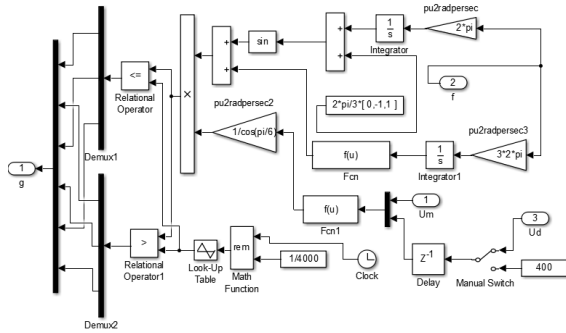 pu2radpersec
2*pi
1
s
Integrator
+
+
sin
+
+
×
<=
Relational
Operator
2
f
2*pi/3*[ 0,-1,1 ]
pu2radpersec2
1/cos(pi/6)
pu2radpersec3
3*2*pi
1
s
Integrator1
f(u)
Fcn
Demux1
1
g
f(u)
Fcn1
1
Um
3
Ud
>
Relational
Operator1
Look-Up
Table
rem
Math
Function
1/4000
Clock
Z-1
Delay
Manual Switch
400
Demux2